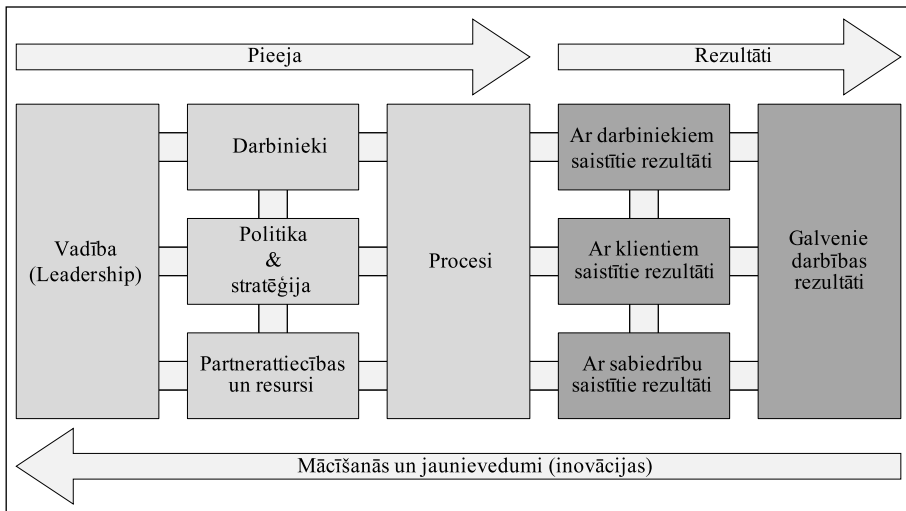 Pieeja
Rezultāti
Vadība
(Leadership)
Darbinieki
Politika
&
stratēģija
Partnerattiecības
un resursi
Procesi
Ar darbiniekiem
saistītie rezultāti
Ar klientiem
saistītie rezultāti
Ar sabiedrību
saistītie rezultāti
Galvenie
darbības
rezultāti
Mācīšanās un jaunievedumi (inovācijas)